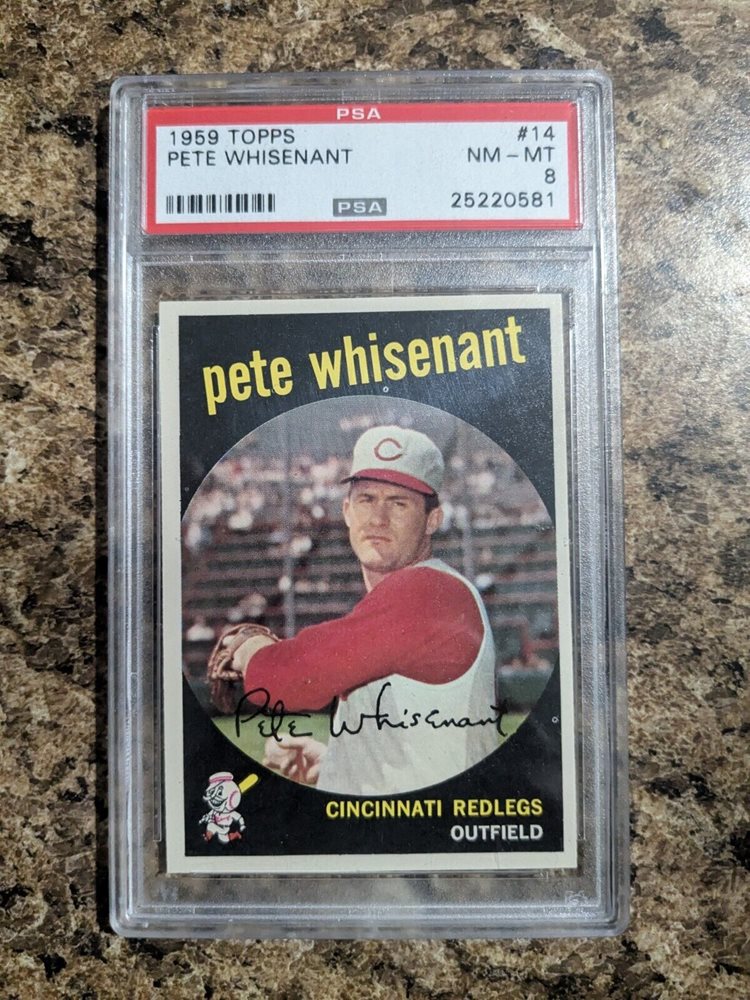 PSA
1959 TOPPS #14
PETE WHISENANT NM - MT
8
PSA 25220581
pete whisenant
C
Pete Whisenant
CINCINNATI REDLEGS
OUTFIELD